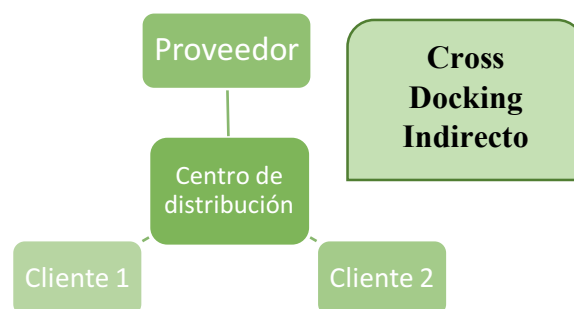 Proveedor
Cross
Docking
Indirecto
Centro de
distribución
Cliente 1
Cliente 2